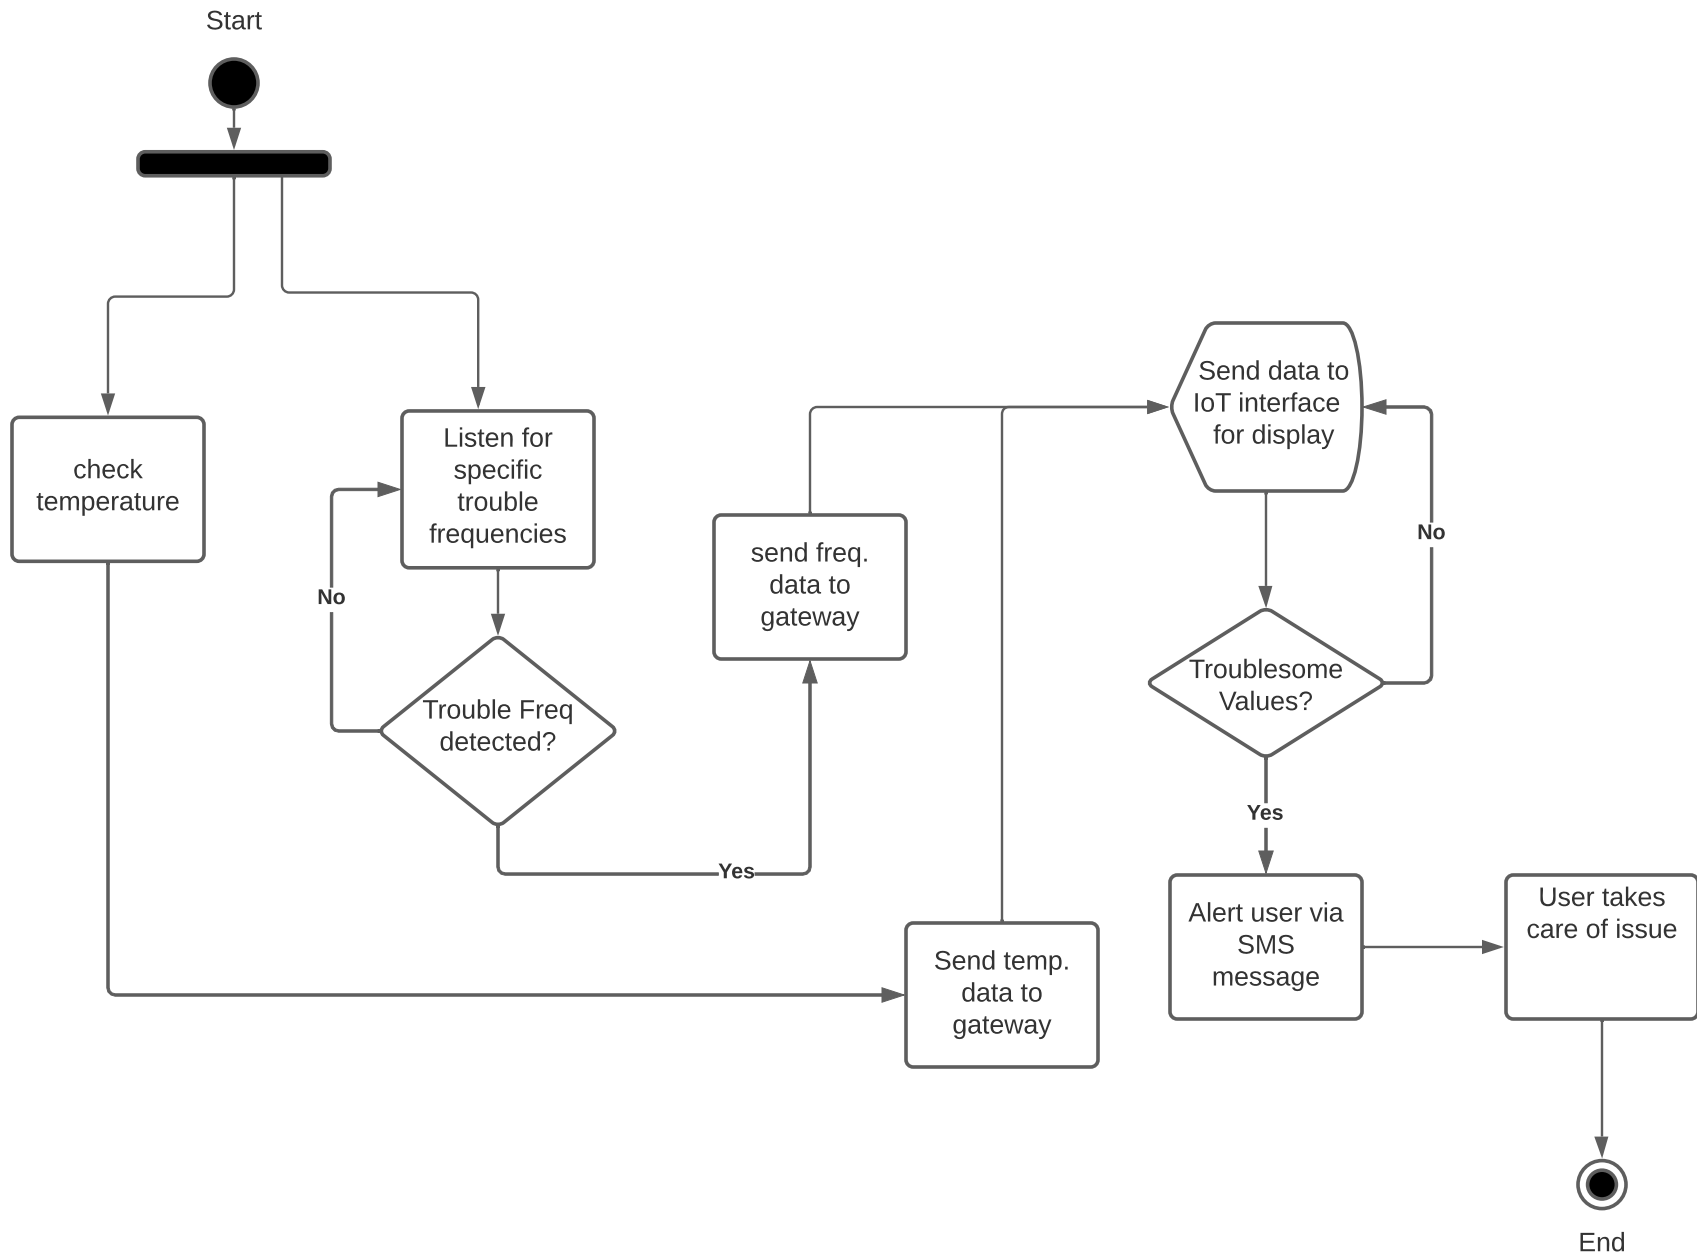 Start
check
temperature
Listen for
specific
trouble
frequencies
No
Trouble Freq
detected?
Yes
send freq.
data to
gateway
Send temp.
data to
gateway
Send data to
IoT interface
for display
No
Troublesome
Values?
Yes
Alert user via
SMS
message
User takes
care of issue
End